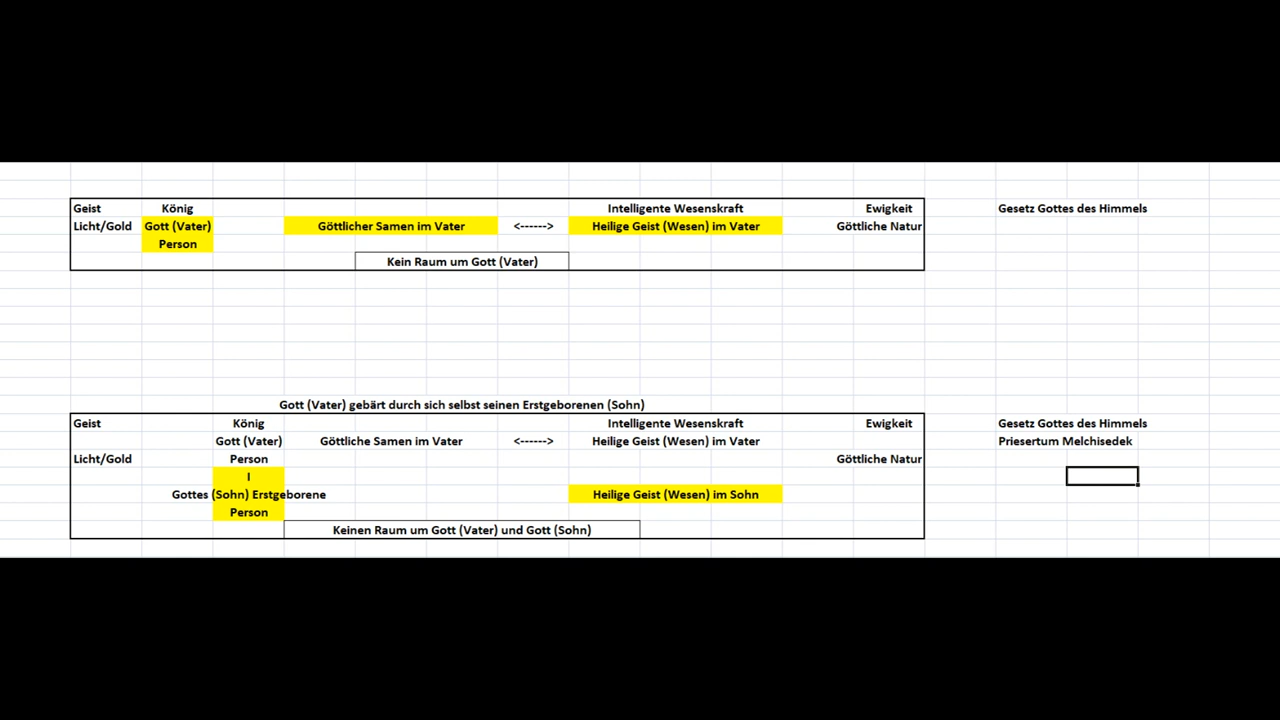 Geist König Intelligente Wesenskraft Ewigkeit Gesetz Gottes des Himmels
Licht/Gold Gott (Vater) Göttlicher Samen im Vater <------> Heilige Geist (Wesen) im Vater Göttliche Natur
Person
Kein Raum um Gott (Vater)
Gott (Vater) gebärt durch sich selbst seinen Erstgeborenen (Sohn)
Geist König Intelligente Wesenskraft Ewigkeit Gesetz Gottes des Himmels
Gott (Vater) Göttliche Samen im Vater <------> Heilige Geist (Wesen) im Vater Priesertum Melchisedek
Licht/Gold Person Göttliche Natur
I
Gottes (Sohn) Erstgeborene Heilige Geist (Wesen) im Sohn
Person
Keinen Raum um Gott (Vater) und Gott (Sohn)